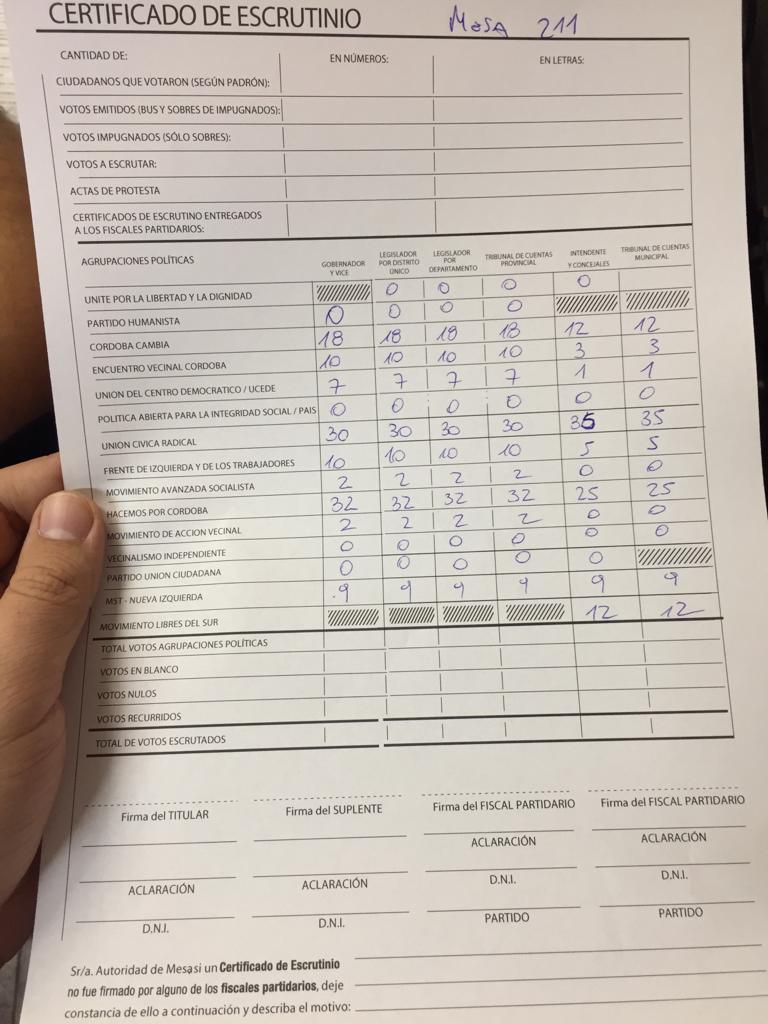 CERTIFICADO DE ESCRUTINIO Mesa 211
CANTIDAD DE: EN NÚMEROS: EN LETRAS:
CIUDADANOS QUE VOTARON (SEGÚN PADRÓN):
VOTOS EMITIDOS (BUS Y SOBRES DE IMPUGNADOS):
VOTOS IMPUGNADOS (SÓLO SOBRES):
VOTOS A ESCRUTAR:
ACTAS DE PROTESTA
CERTIFICADOS DE ESCRUTINO ENTREGADOS
A LOS FISCALES PARTIDARIOS:
AGRUPACIONES POLÍTICAS GOBERNADOR Y VICE LEGISLADOR POR DISTRITO ÚNICO LEGISLADOR POR DEPARTAMENTO TRIBUNAL DE CUENTAS PROVINCIAL INTENDENTE Y CONCEJALES TRIBUNAL DE CUENTAS MUNICIPAL
UNITE POR LA LIBERTAD Y LA DIGNIDAD 0 0 0 0
PARTIDO HUMANISTA 0 0 0 0
CORDOBA CAMBIA 18 18 18 18 12 12
ENCUENTRO VECINAL CORDOBA 10 10 10 10 3 3
UNION DEL CENTRO DEMOCRATICO / UCEDE 7 7 7 7 1 1
POLITICA ABIERTA PARA LA INTEGRIDAD SOCIAL / PAIS 0 0 0 0 0 0
UNION CIVICA RADICAL 30 30 30 30 35 35
FRENTE DE IZQUIERDA Y DE LOS TRABAJADORES 10 10 10 10 5 5
MOVIMIENTO AVANZADA SOCIALISTA 2 2 2 2 0 0
HACEMOS POR CORDOBA 32 32 32 32 25 25
MOVIMIENTO DE ACCION VECINAL 2 2 2 2 0 0
VECINALISMO INDEPENDIENTE 0 0 0 0 0 0
PARTIDO UNION CIUDADANA 0 0 0 0 0
MST - NUEVA IZQUIERDA 9 9 9 9 9 9
MOVIMIENTO LIBRES DEL SUR 12 12
TOTAL VOTOS AGRUPACIONES POLÍTICAS
VOTOS EN BLANCO
VOTOS NULOS
VOTOS RECURRIDOS
TOTAL DE VOTOS ESCRUTADOS
Firma del TITULAR Firma del SUPLENTE Firma del FISCAL PARTIDARIO Firma del FISCAL PARTIDARIO
ACLARACIÓN ACLARACIÓN ACLARACIÓN ACLARACIÓN
D.N.I. D.N.I. D.N.I. D.N.I.
PARTIDO PARTIDO
Sr/a. Autoridad de Mesa:si un Certificado de Escrutinio
no fue firmado por alguno de los fiscales partidarios, deje
constancia de ello a continuación y describa el motivo: